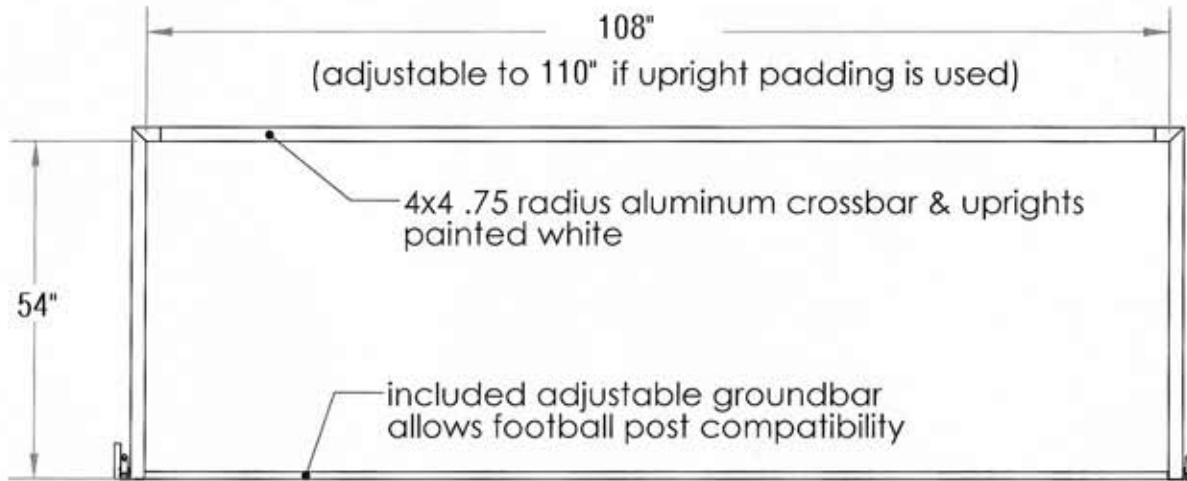 108"
(adjustable to 110" if upright padding is used)
4x4 .75 radius aluminum crossbar & uprights
painted white
54"
included adjustable groundbar
allows football post compatibility